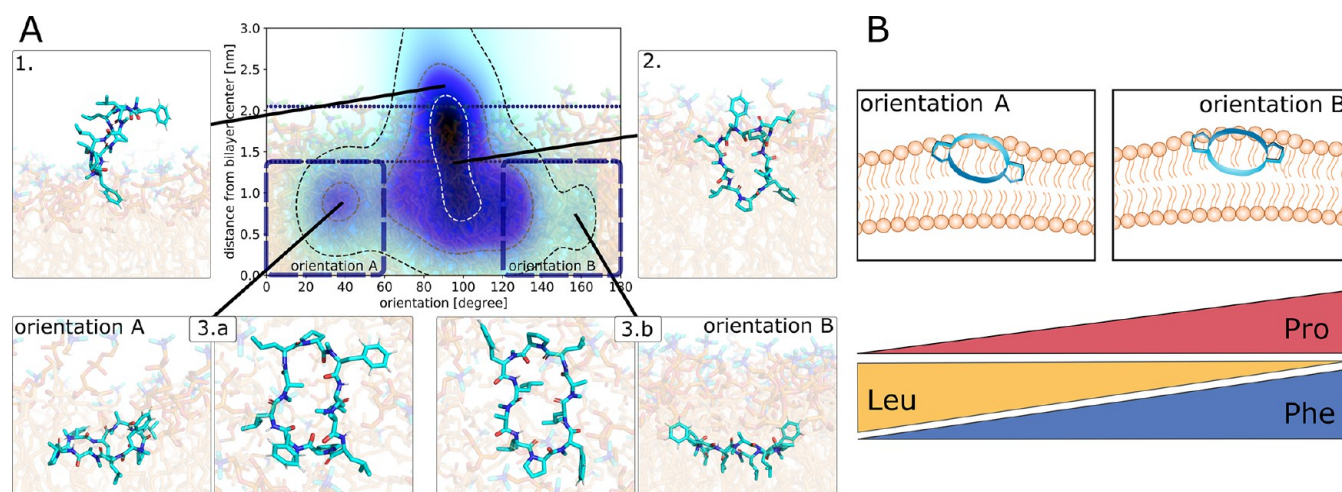 A
B
1.
3.0
2.5
2.0
1.5
1.0
0.5
0.0
distance from bilayer center [nm]
orientation A
orientation B
0 20 40 60 80 100 120 140 160 180
orientation [degree]
2.
orientation A
orientation B
orientation A
3.a
3.b
orientation B
Pro
Leu
Phe